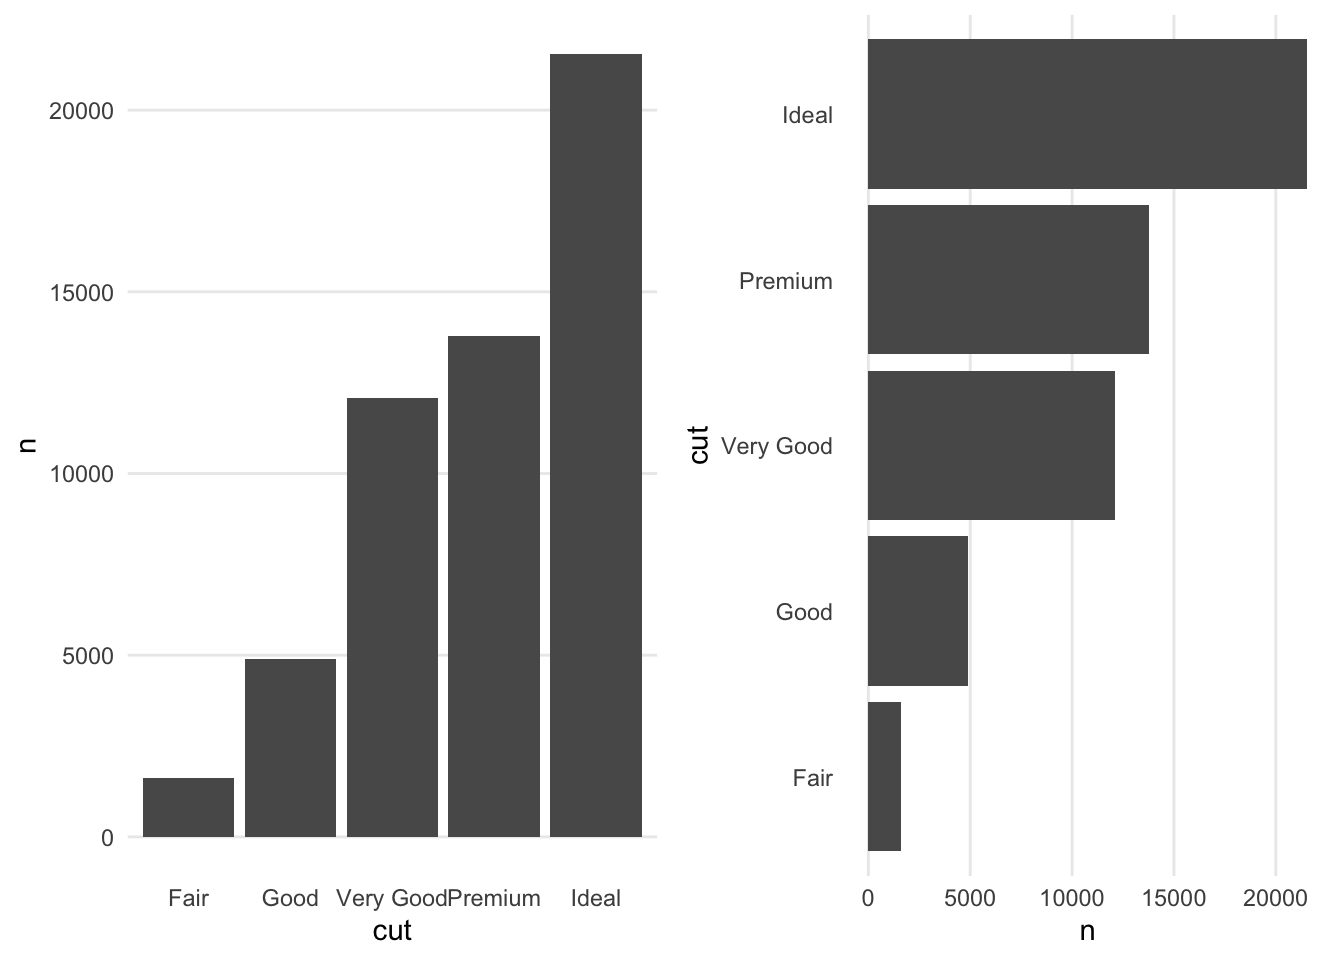 20000
15000
10000
5000
0
n
Fair Good Very Good Premium Ideal
cut
Ideal
Premium
Very Good
Good
Fair
cut
0 5000 10000 15000 20000
n